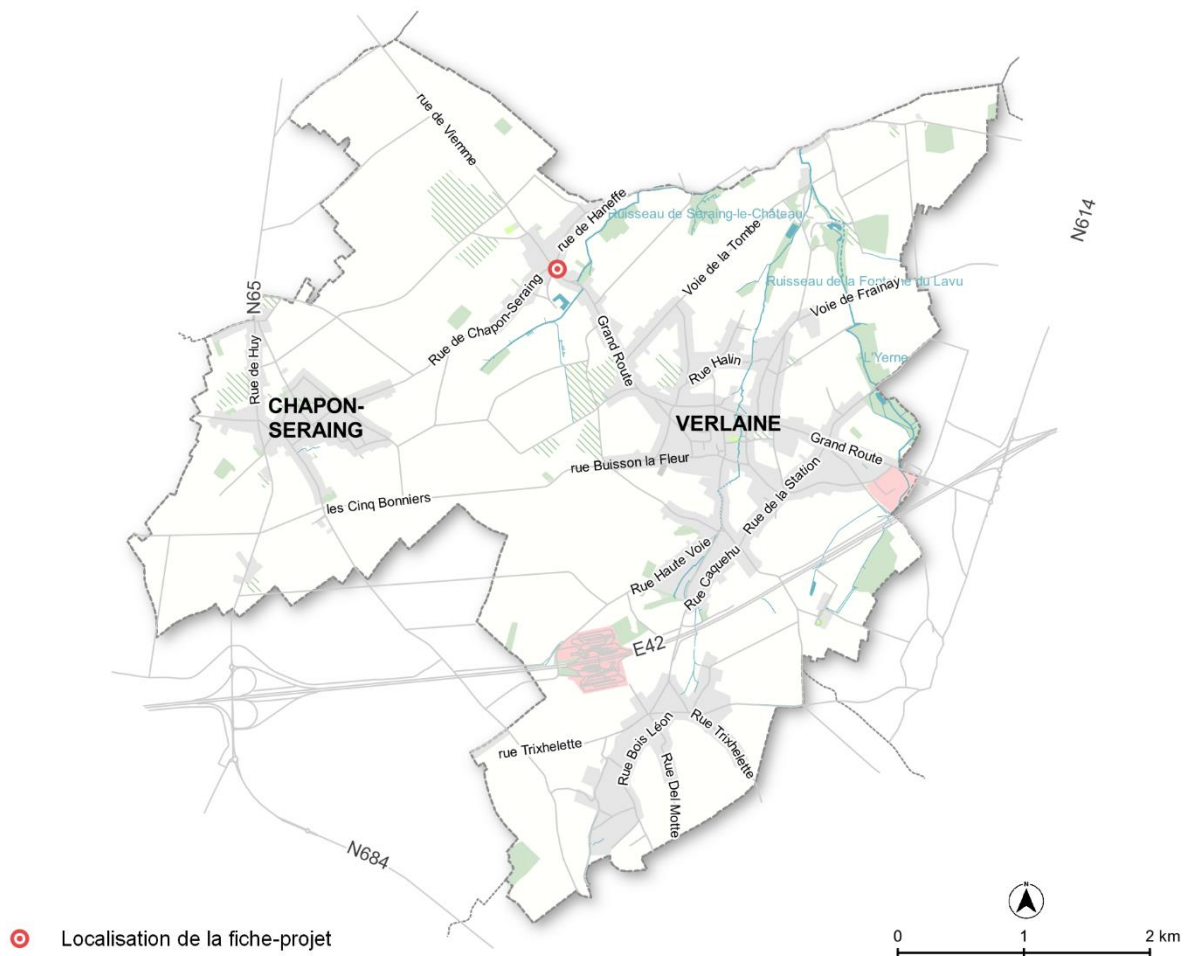 rue de Viemme
rue de Haneffe
Ruisseau de Seraing-le-Château
N614
Voie de la Tombe
Ruisseau de la Fontaine du Lavu
Voie de Frainay
N65
Rue de Chapon-Seraing
Grand Route
Rue de Huy
Rue Halin
L'Yerne
CHAPON-
SERAING
VERLAINE
Grand Route
rue Buisson la Fleur
Rue de la Station
les Cinq Bonniers
Rue Haute Voie
Rue Caquehu
E42
Rue Bois Léon
Rue Trixhelette
rue Trixhelette
Rue Del Motte
N684
N
Localisation de la fiche-projet
0 1 2 km